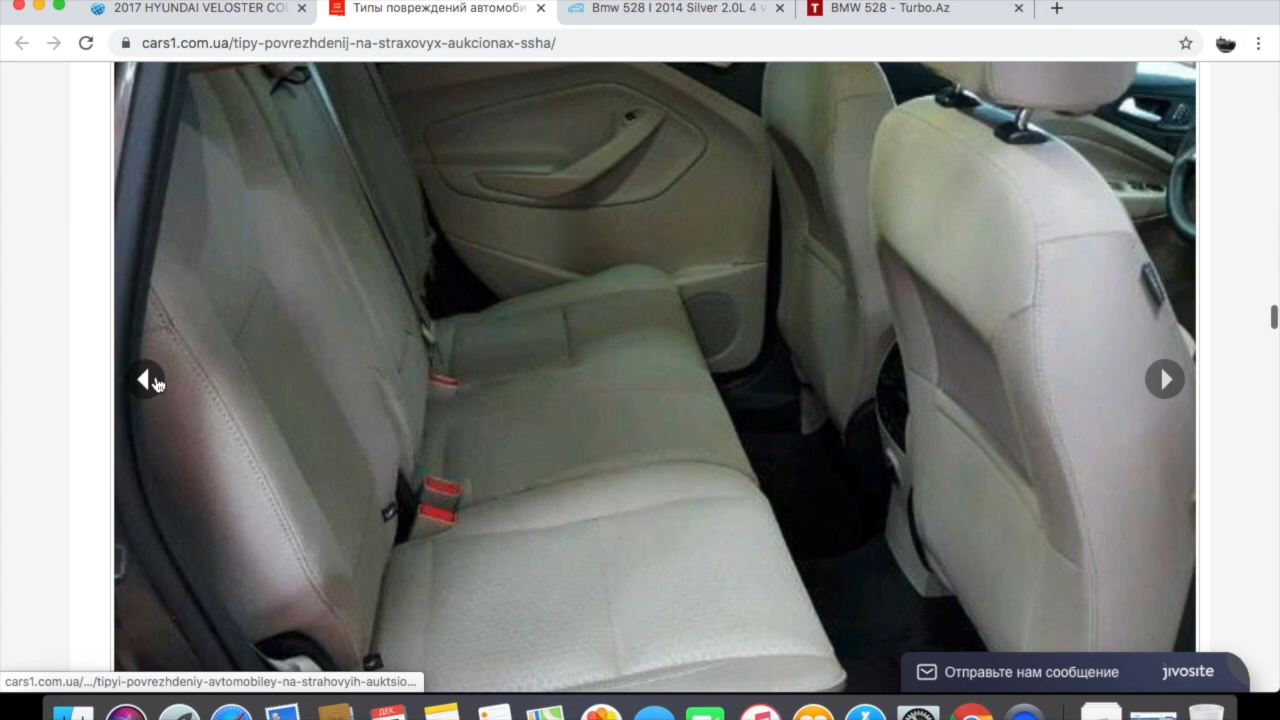 2017 HYUNDAI VELOSTER CO
Типы повреждений автомоби
Bmw 528 I 2014 Silver 2.0L 4
BMW 528 - Turbo.Az
cars1.com.ua/tipy-povrezhdenij-na-straxovyx-aukcionax-ssha/
cars1.com.ua/.../tipyi-povrezhdeniy-avtomobiley-na-strahovyih-auktsio...
Отправьте нам сообщение
jivosite
ДЕК.